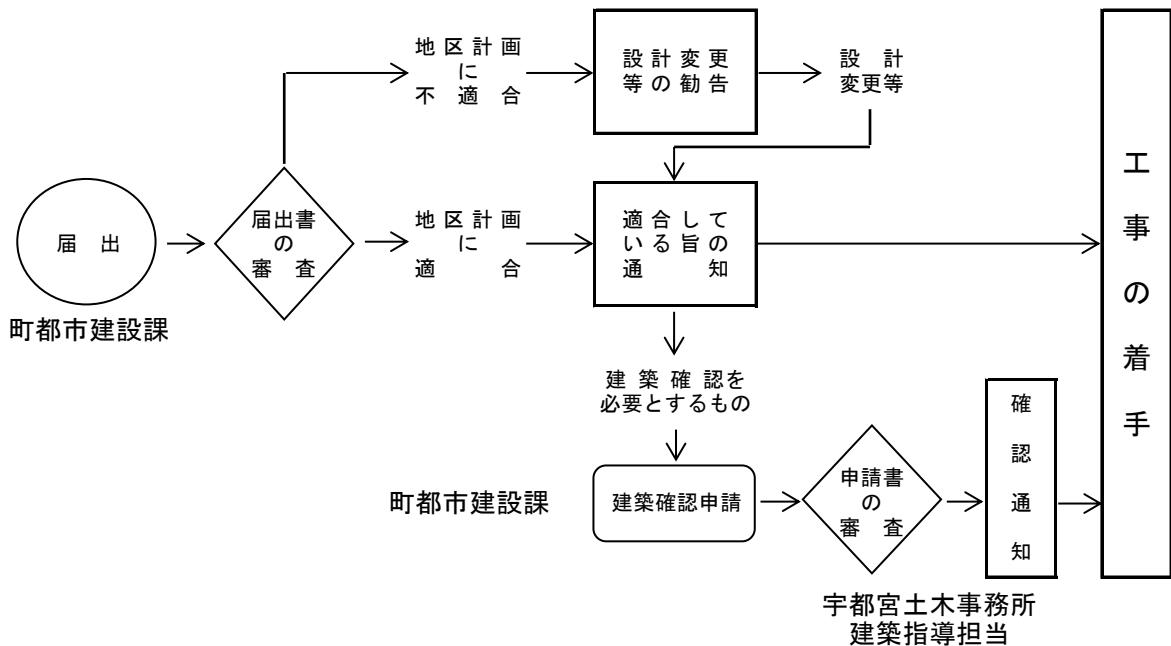 地区計画
に
不適合
設計変更
等の勧告
設計
変更等
届出
町都市建設課
届出書
の
審査
地区計画
に
適合
適合して
いる旨の
通知
工事の着手
建築確認を
必要とするもの
町都市建設課
建築確認申請
申請書
の
審査
確認通知
宇都宮土木事務所
建築指導担当